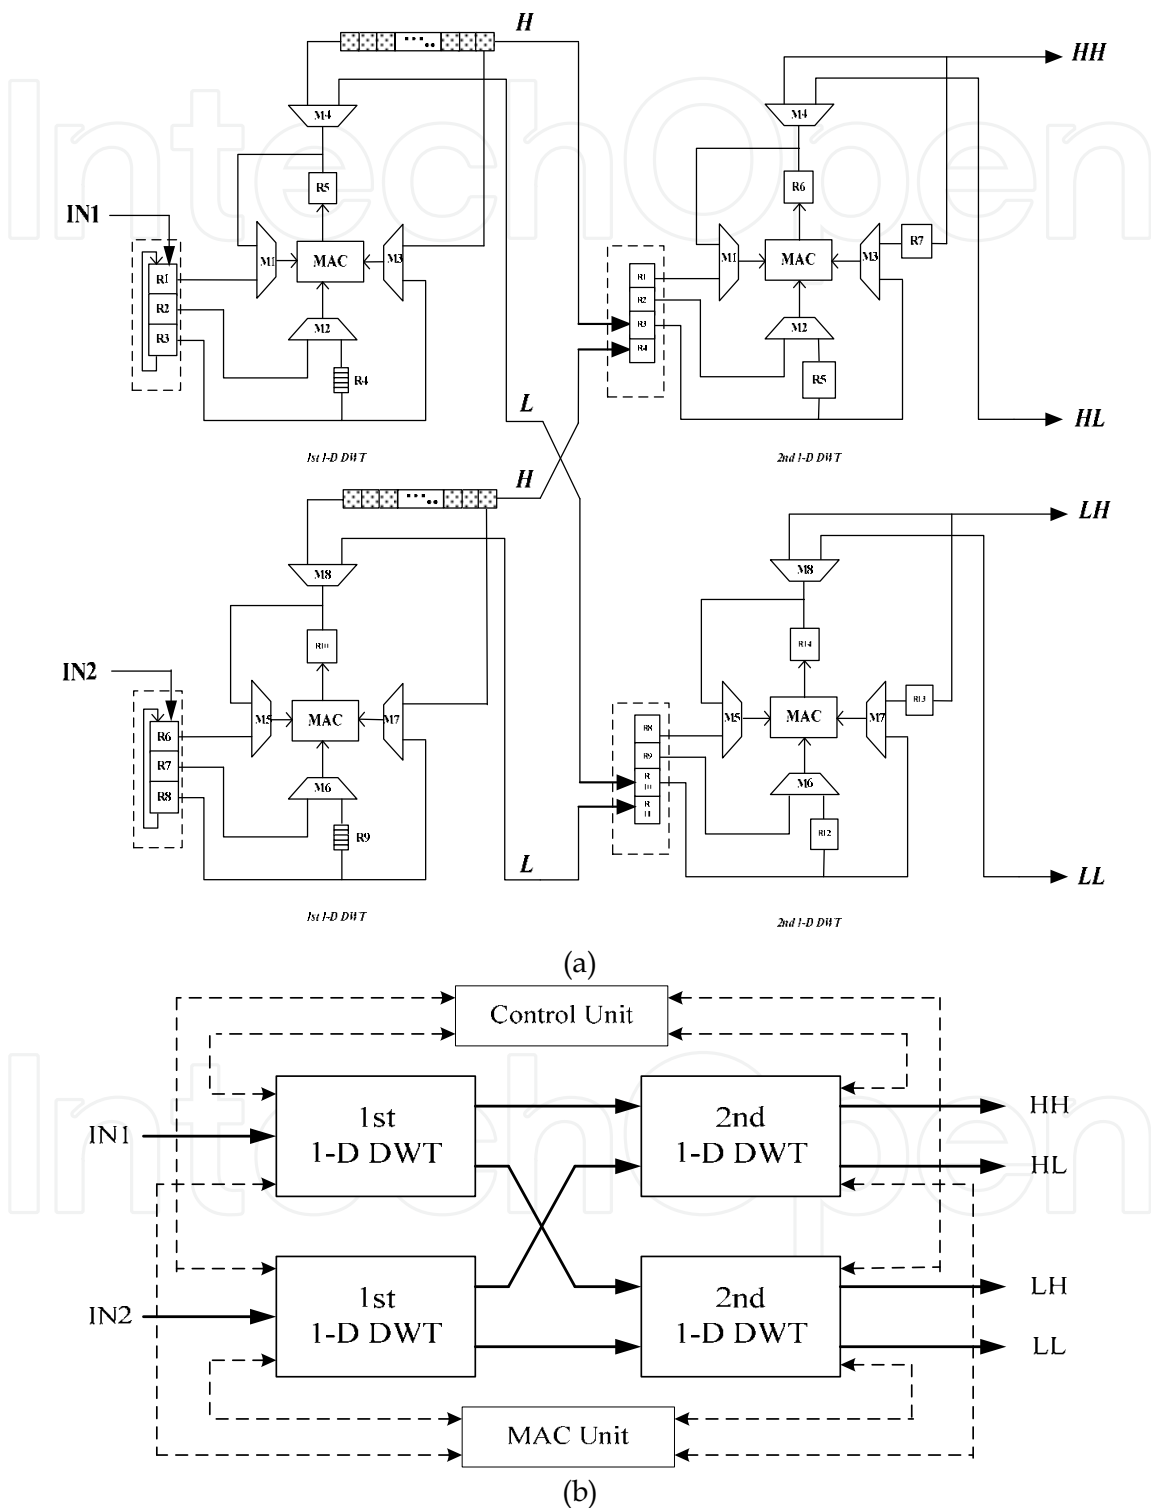 IntechOpen
H
HH
M4
M4
R5
R6
IN1
R7
M1
MAC
M3
M1
MAC
M3
R1
R2
R3
R1
R2
R3
R4
M2
M2
R4
R5
L
HL
1st 1-D DWT
2nd 1-D DWT
H
LH
M8
M8
R10
R14
IN2
R13
M5
MAC
M7
M5
MAC
M7
R6
R7
R8
R8
R9
R
10
R
11
M6
M6
R9
R12
L
LL
1st 1-D DWT
2nd 1-D DWT
(a)
Control Unit
IntechOpen
IN1
1st
1-D DWT
2nd
1-D DWT
HH
HL
IN2
1st
1-D DWT
2nd
1-D DWT
LH
LL
MAC Unit
(b)